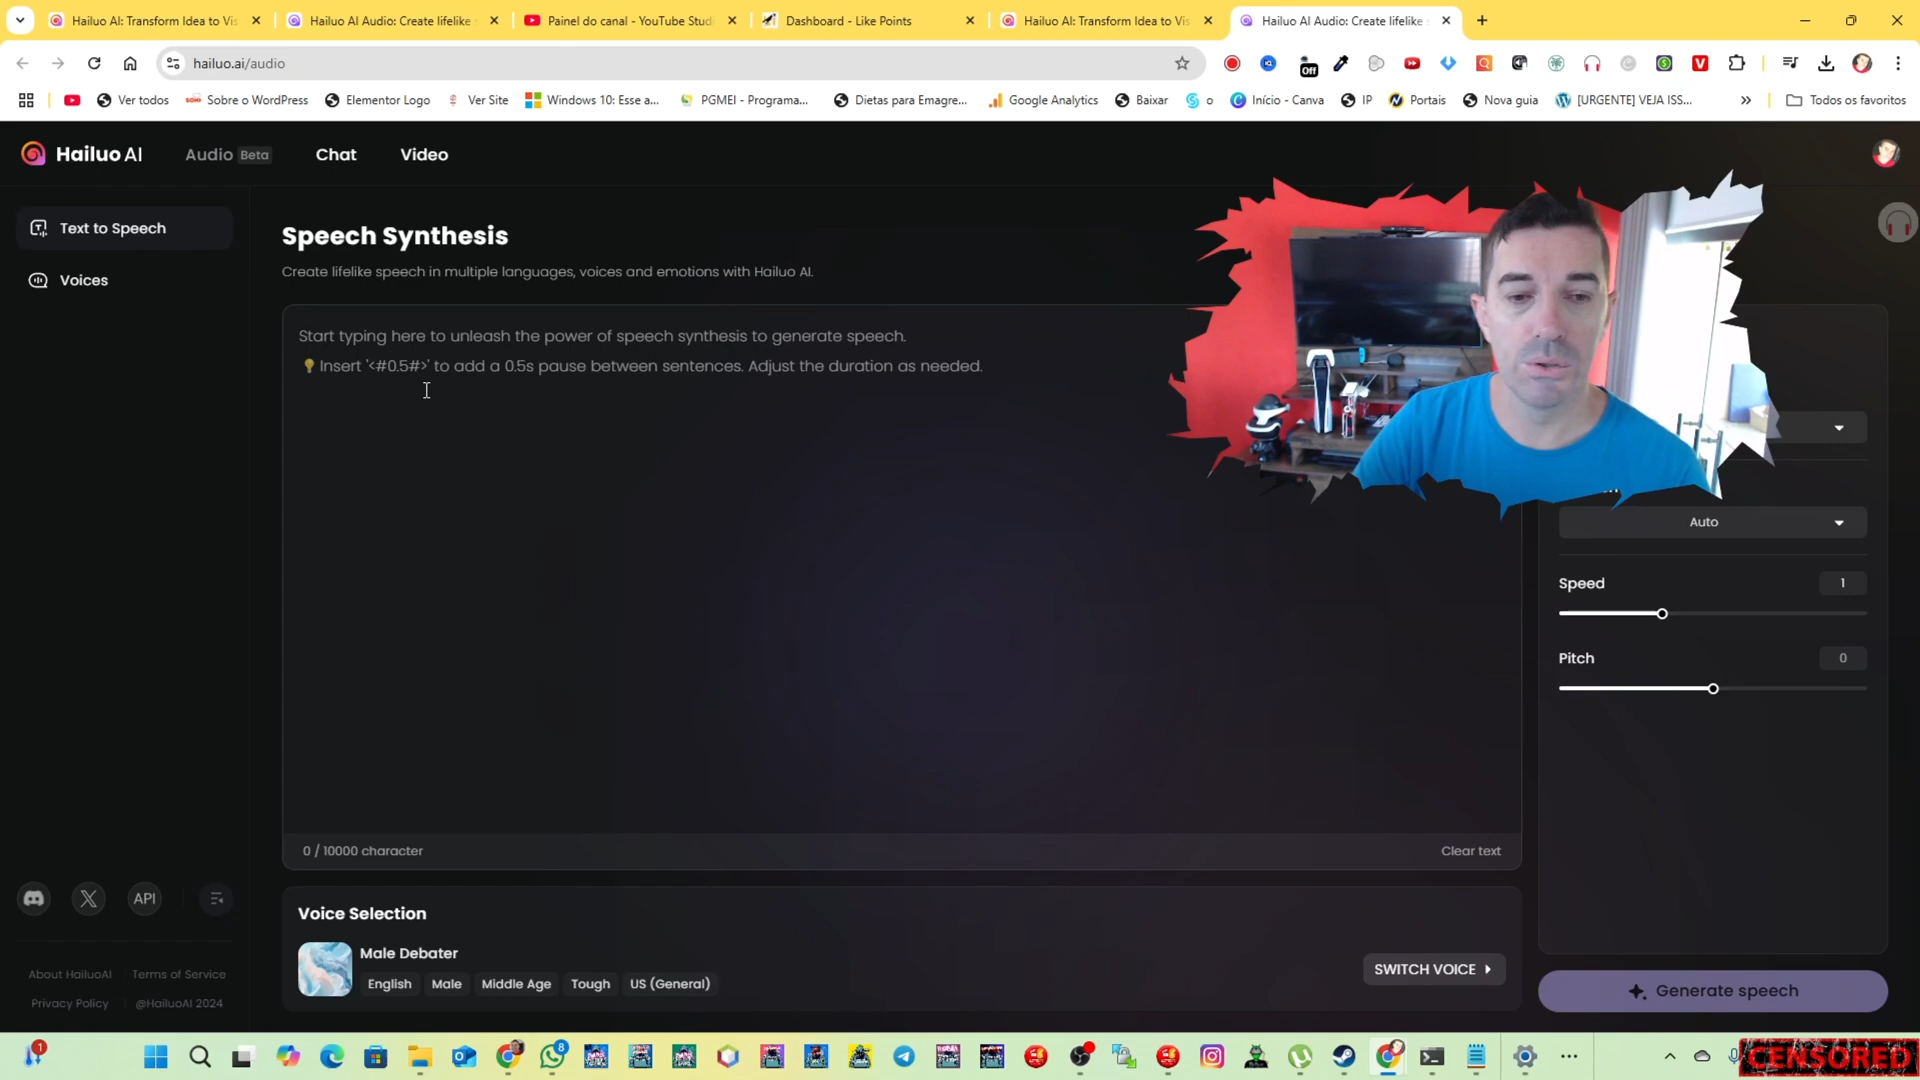 Hailuo AI: Transform Idea to Vis
Hailuo AI Audio: Create lifelike
Painel do canal - YouTube Studi
Dashboard - Like Points
Hailuo AI: Transform Idea to Vis
Hailuo AI Audio: Create lifelike s
hailuo.ai/audio
Off
Ver todos
Sobre o WordPress
Elementor Logo
Ver Site
Windows 10: Esse a...
PGMEI - Programa...
Dietas para Emagre...
Google Analytics
Baixar
o
Início - Canva
IP
Portais
Nova guia
[URGENTE] VEJA ISS...
Todos os favoritos
Hailuo AI
Audio Beta
Chat
Video
Text to Speech
Voices
Speech Synthesis
Create lifelike speech in multiple languages, voices and emotions with Hailuo AI.
Start typing here to unleash the power of speech synthesis to generate speech.
Insert '<#0.5#>' to add a 0.5s pause between sentences. Adjust the duration as needed.
Auto
Speed
1
Pitch
0
0 / 10000 character
Clear text
API
Voice Selection
Male Debater
English
Male
Middle Age
Tough
US (General)
SWITCH VOICE
Generate speech
About HailuoAI
Terms of Service
Privacy Policy
@HailuoAI 2024
1
8
CENSORED